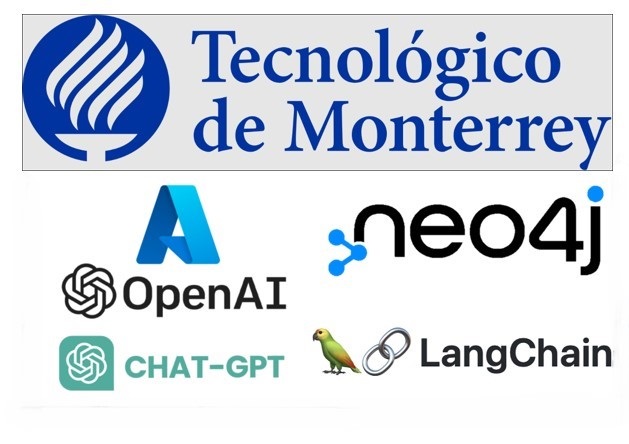 Tecnológico
de Monterrey
neo4j
OpenAI
CHAT-GPT
LangChain